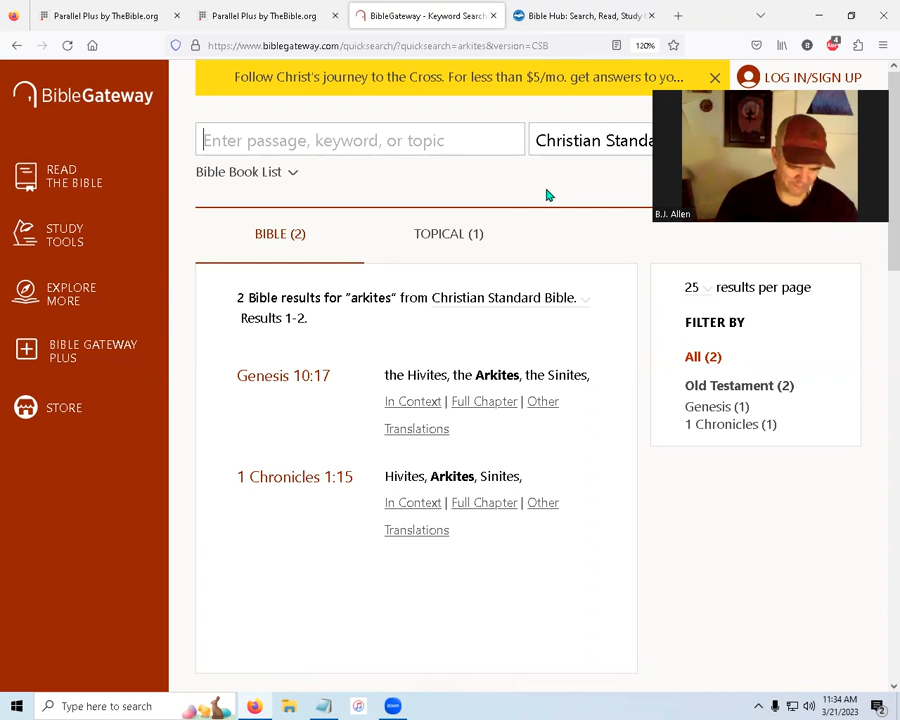 Parallel Plus by TheBible.org
Parallel Plus by TheBible.org
BibleGateway - Keyword Search
Bible Hub: Search, Read, Study
https://www.biblegateway.com/quicksearch/?quicksearch=arkites&version=CSB
120%
4
Follow Christ's journey to the Cross. For less than $5/mo. get answers to yo...
LOG IN/SIGN UP
BibleGateway
Enter passage, keyword, or topic
Christian Standa
Bible Book List
B.J. Allen
READ
THE BIBLE
STUDY
TOOLS
EXPLORE
MORE
BIBLE GATEWAY
PLUS
STORE
BIBLE (2)
TOPICAL (1)
2 Bible results for "arkites" from Christian Standard Bible.
Results 1-2.
Genesis 10:17
the Hivites, the Arkites, the Sinites,
In Context | Full Chapter | Other
Translations
1 Chronicles 1:15
Hivites, Arkites, Sinites,
In Context | Full Chapter | Other
Translations
25 results per page
FILTER BY
All (2)
Old Testament (2)
Genesis (1)
1 Chronicles (1)
Type here to search
zoom
11:34 AM
3/21/2023
2